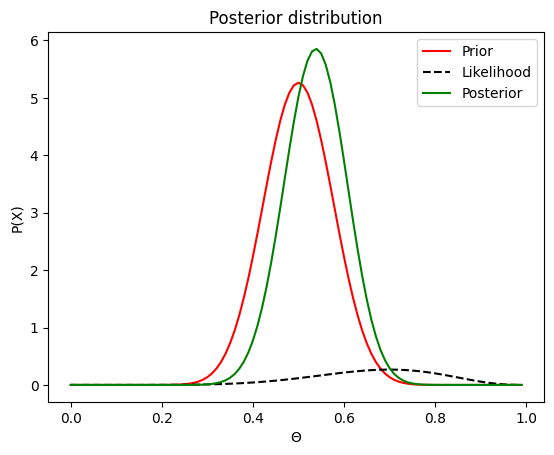 Posterior distribution
Prior
Likelihood
Posterior
P(X)
6
5
4
3
2
1
0
0.0 0.2 0.4 0.6 0.8 1.0
Θ